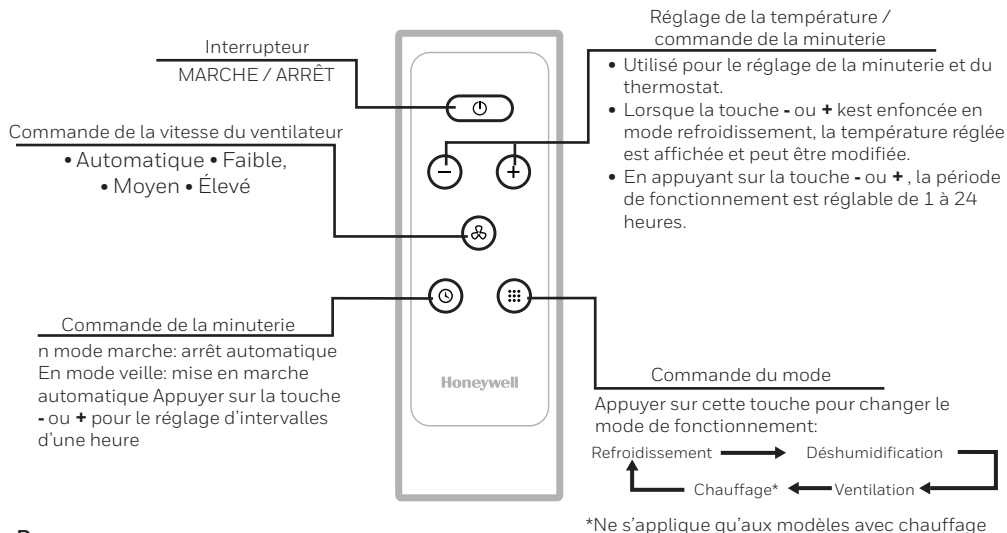 Interrupteur
MARCHE / ARRÊT
Commande de la vitesse du ventilateur
• Automatique • Faible,
• Moyen • Élevé
Commande de la minuterie
n mode marche: arrêt automatique
En mode veille: mise en marche
automatique Appuyer sur la touche
- ou + pour le réglage d'intervalles
d'une heure
Honeywell
Réglage de la température /
commande de la minuterie
• Utilisé pour le réglage de la minuterie et du
thermostat.
• Lorsque la touche - ou + kest enfoncée en
mode refroidissement, la température réglée
est affichée et peut être modifiée.
• En appuyant sur la touche - ou + , la période
de fonctionnement est réglable de 1 à 24
heures.
Commande du mode
Appuyer sur cette touche pour changer le
mode de fonctionnement:
Refroidissement Déshumidification
Chauffage* Ventilation
*Ne s'applique qu'aux modèles avec chauffage